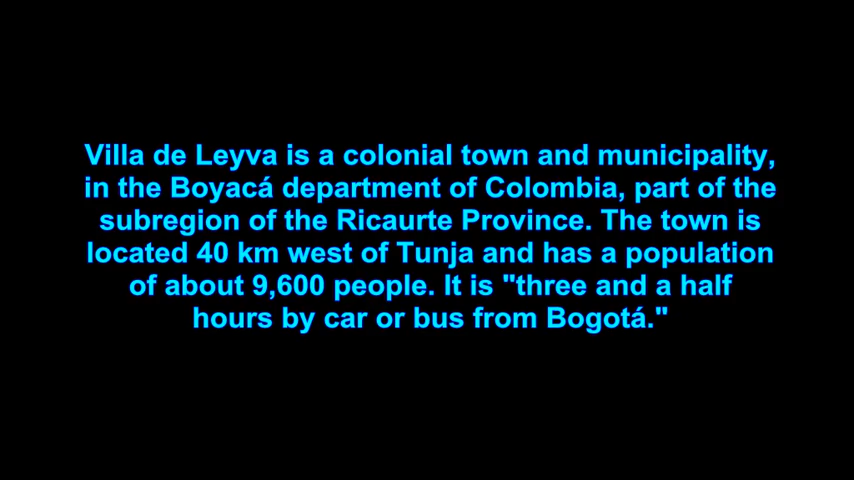 Villa de Leyva is a colonial town and municipality,
in the Boyacá department of Colombia, part of the
subregion of the Ricaurte Province. The town is
located 40 km west of Tunja and has a population
of about 9,600 people. It is "three and a half
hours by car or bus from Bogotá."